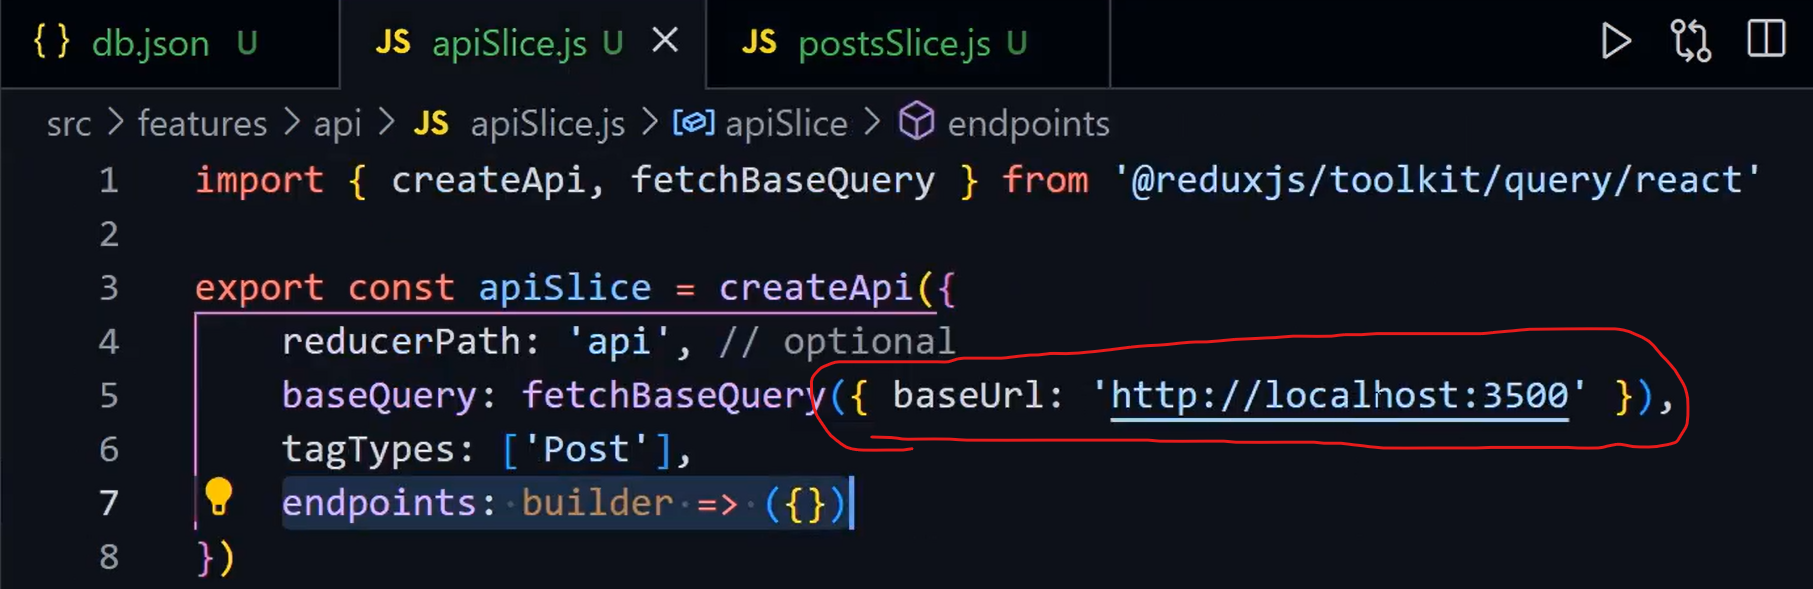 { } db.json U JS apiSlice.js U JS postsSlice.js U
src > features > api > JS apiSlice.js > apiSlice > endpoints
1 import { createApi, fetchBaseQuery } from '@reduxjs/toolkit/query/react'
2
3 export const apiSlice = createApi({
4 reducerPath: 'api', // optional
5 baseQuery: fetchBaseQuery({ baseUrl: 'http://localhost:3500' }),
6 tagTypes: ['Post'],
7 endpoints: builder => ({})
8 })